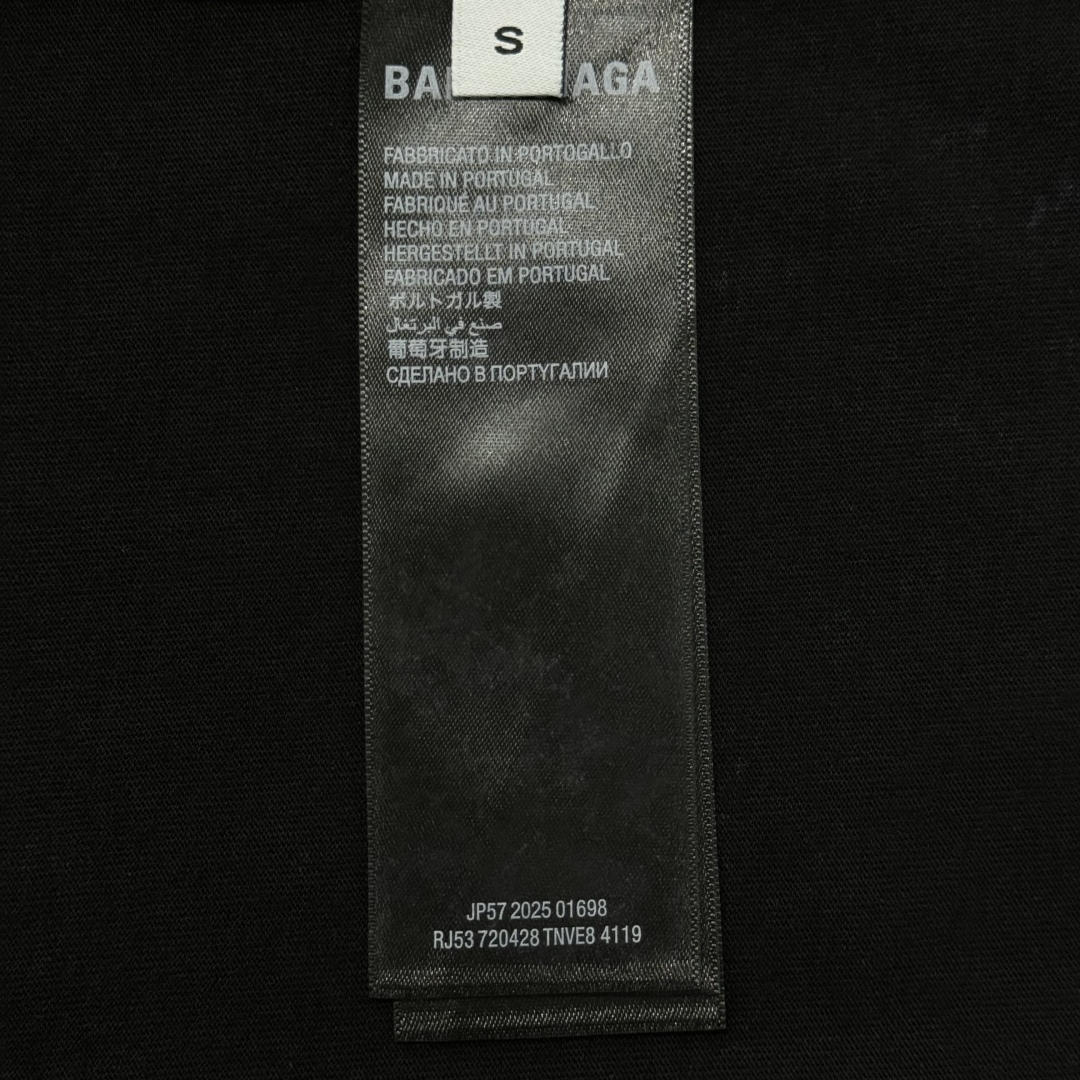 S
BA AGA
FABBRICATO IN PORTOGALLO
MADE IN PORTUGAL
FABRIQUÉ AU PORTUGAL
HECHO EN PORTUGAL
HERGESTELLT IN PORTUGAL
FABRICADO EM PORTUGAL
ポルトガル製
صنع في البرتغال
葡萄牙制造
СДЕЛАНО В ПОРТУГАЛИИ
JP57 2025 01698
RJ53 720428 TNVE8 4119